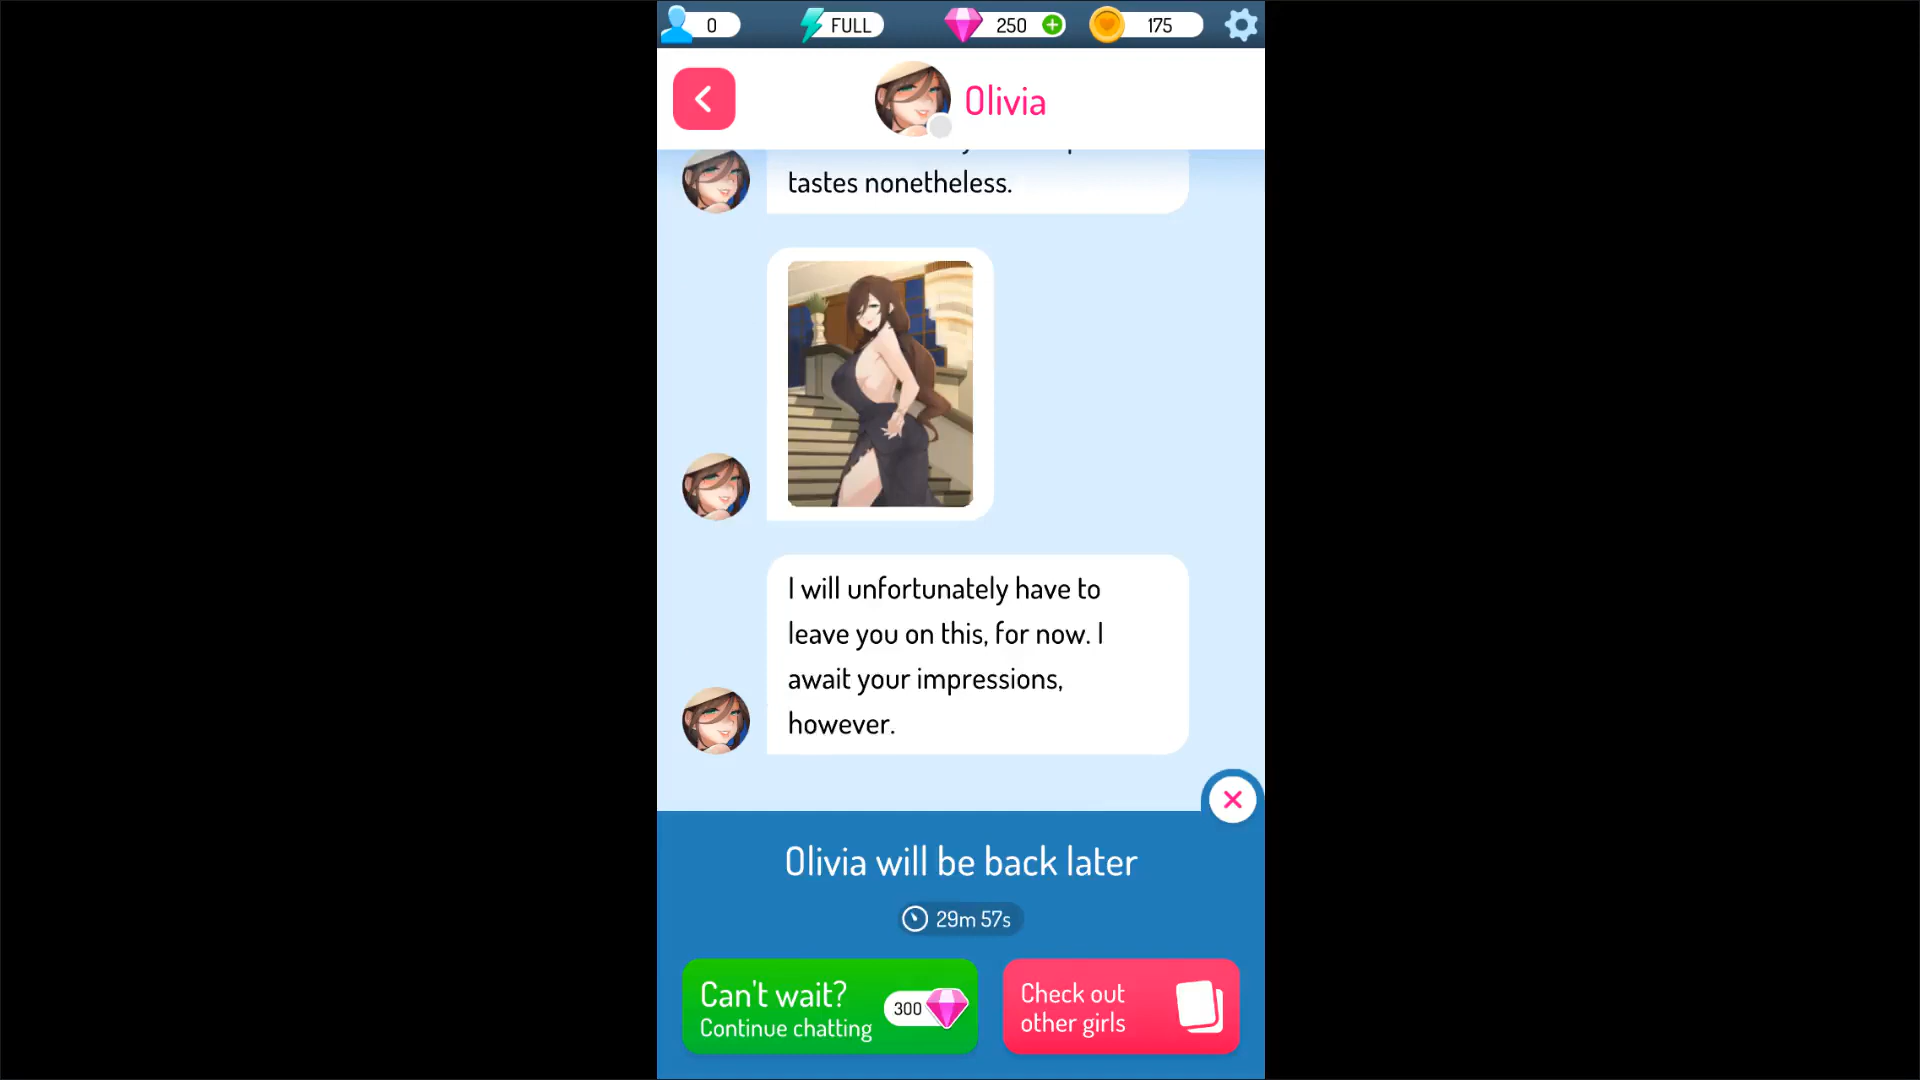 0
FULL
250
175
Olivia
tastes nonetheless.
I will unfortunately have to
leave you on this, for now. I
await your impressions,
however.
Olivia will be back later
29m 57s
Can't wait?
Continue chatting
300
Check out
other girls